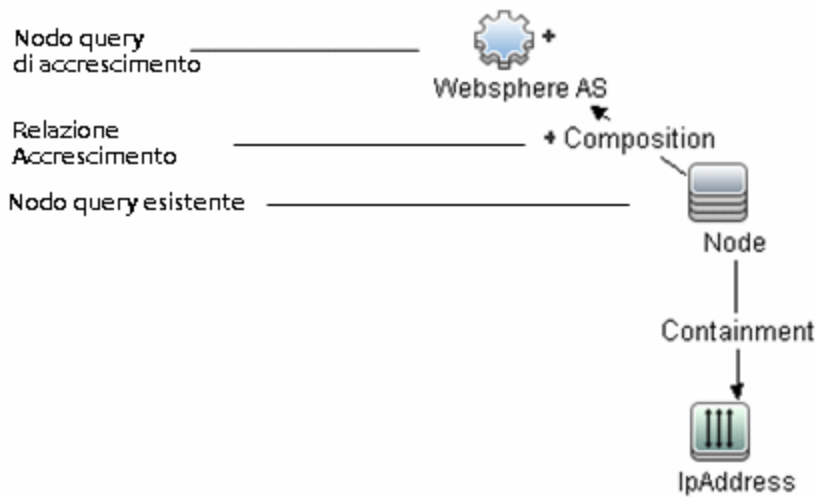 Nodo query
di accrescimento
Websphere AS
Relazione
Accrescimento
Composition
Nodo query esistente
Node
Containment
IpAddress